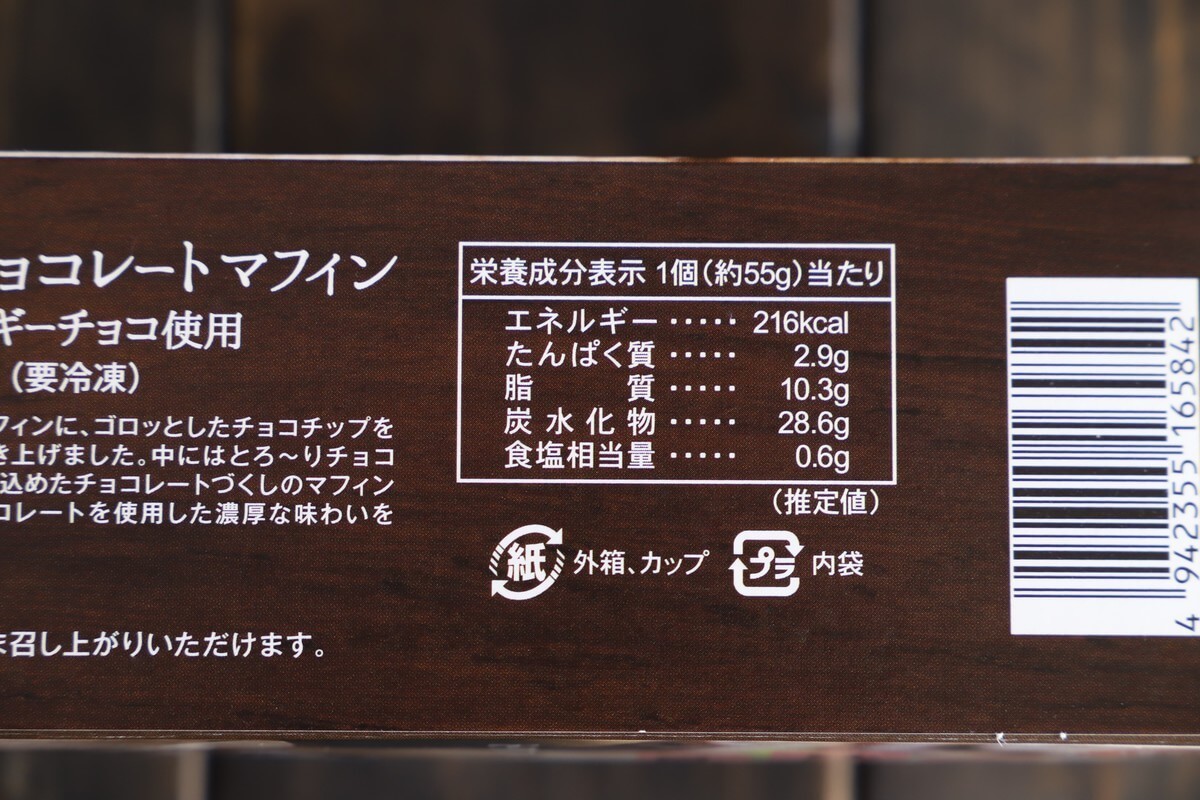 ョコレートマフィン
ギーチョコ使用
(要冷凍)
フィンに、ゴロッとしたチョコチップを
き上げました。中にはとろ〜りチョコ
込めたチョコレートづくしのマフィン
コレートを使用した濃厚な味わいを
ま召し上がりいただけます。
栄養成分表示 1個(約55g)当たり
エネルギー ····· 216kcal
たんぱく質 ····· 2.9g
脂質 ····· 10.3g
炭水化物 ····· 28.6g
食塩相当量 ····· 0.6g
(推定値)
紙 外箱、カップ プラ 内袋
4 942355 165842